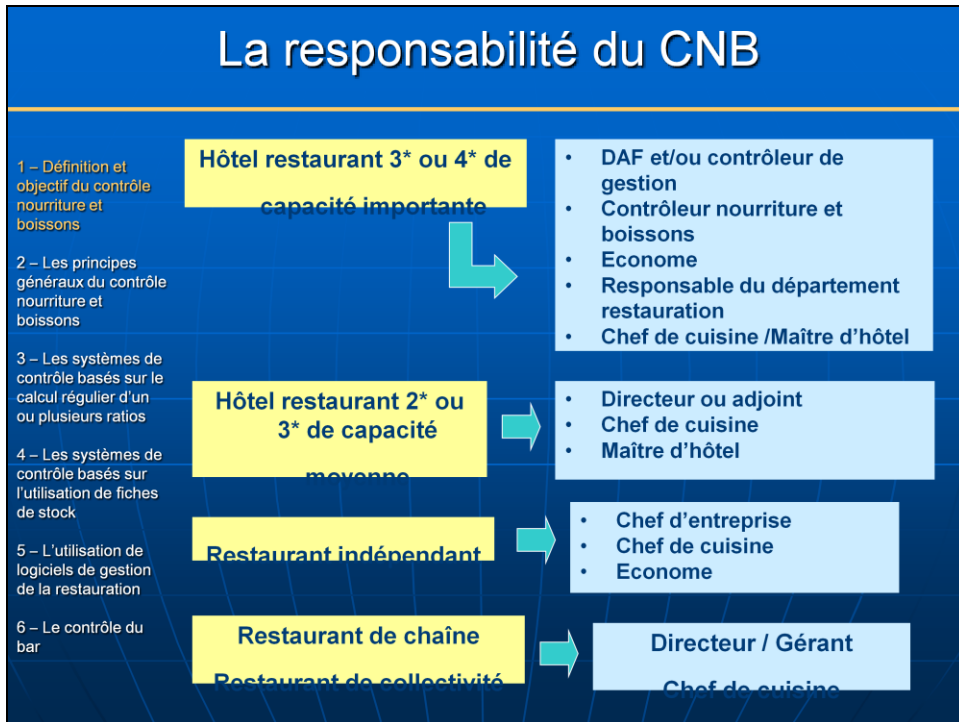 La responsabilité du CNB
1 – Définition et
objectif du contrôle
nourriture et
boissons
2 – Les principes
généraux du contrôle
nourriture et
boissons
3 – Les systèmes de
contrôle basés sur le
calcul régulier d'un
ou plusieurs ratios
4 – Les systèmes de
contrôle basés sur
l'utilisation de fiches
de stock
5 – L'utilisation de
logiciels de gestion
de la restauration
6 – Le contrôle du
bar
Hôtel restaurant 3* ou 4* de
capacité importante
• DAF et/ou contrôleur de
gestion
• Contrôleur nourriture et
boissons
• Econome
• Responsable du département
restauration
• Chef de cuisine /Maître d'hôtel
Hôtel restaurant 2* ou
3* de capacité
moyenne
• Directeur ou adjoint
• Chef de cuisine
• Maître d'hôtel
Restaurant indépendant
• Chef d'entreprise
• Chef de cuisine
• Econome
Restaurant de chaîne
Restaurant de collectivité
Directeur / Gérant
Chef de cuisine